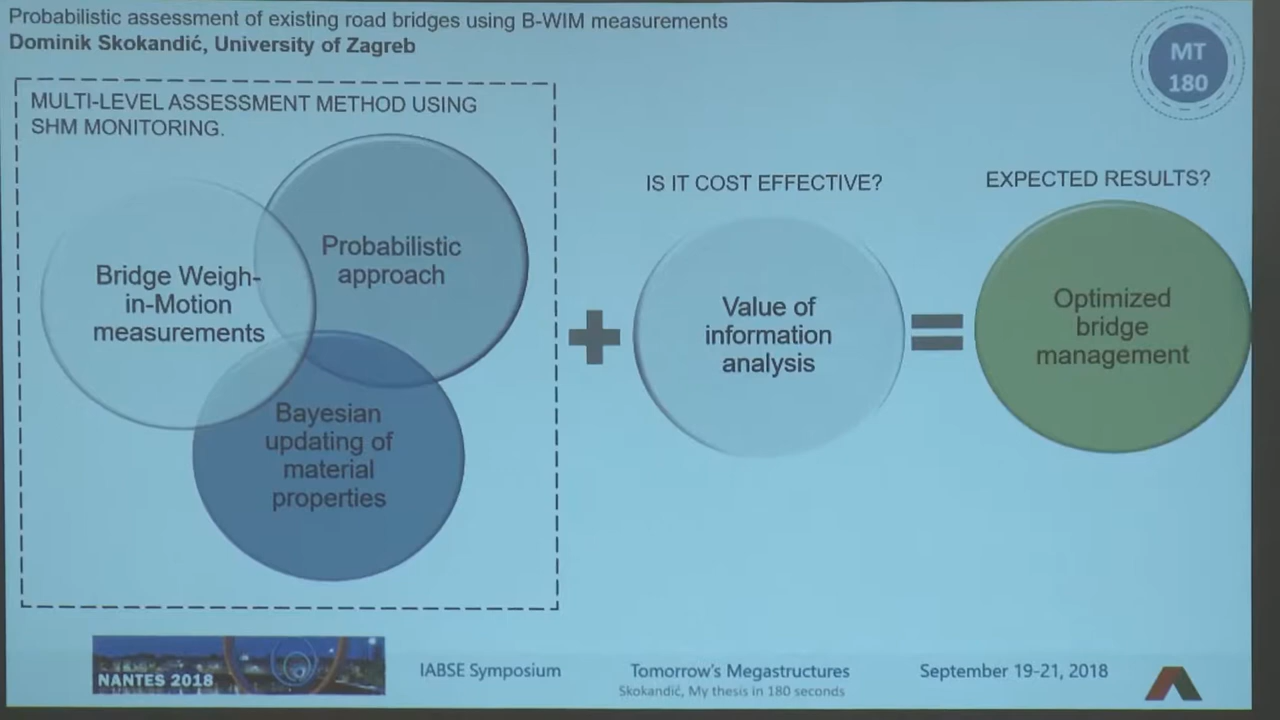 Probabilistic assessment of existing road bridges using B-WIM measurements
Dominik Skokandić, University of Zagreb
MT
180
MULTI-LEVEL ASSESSMENT METHOD USING
SHM MONITORING.
Bridge Weigh-
in-Motion
measurements
Probabilistic
approach
Bayesian
updating of
material
properties
IS IT COST EFFECTIVE?
Value of
information
analysis
EXPECTED RESULTS?
Optimized
bridge
management
NANTES 2018
IABSE Symposium
Tomorrow's Megastructures
September 19-21, 2018
Skokandić, My thesis in 180 seconds